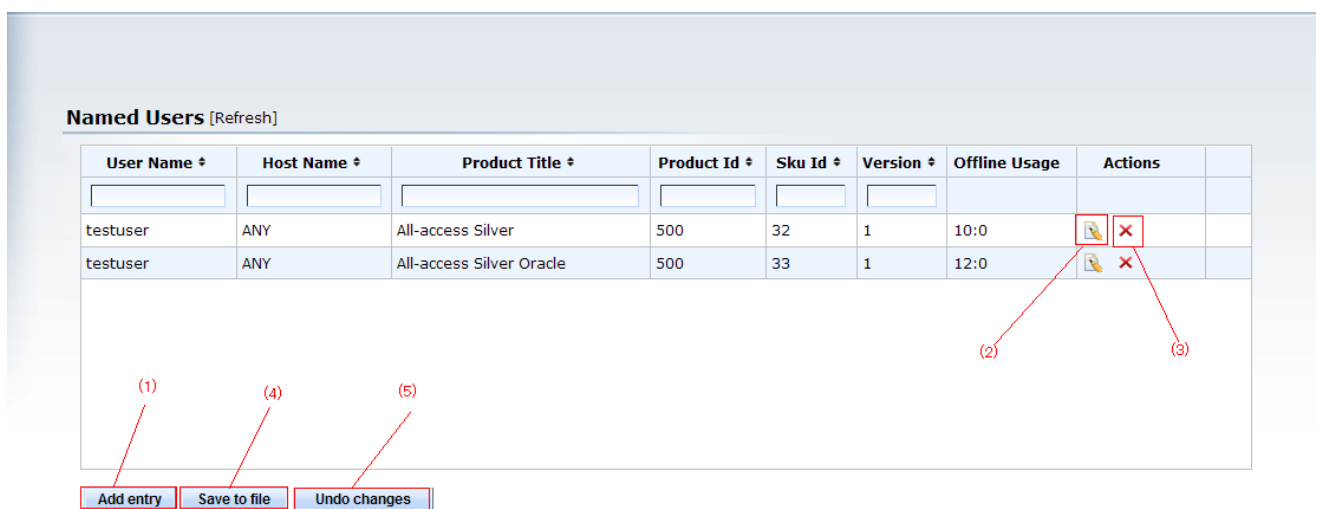 Named Users [Refresh]
User Name Host Name Product Title Product Id Sku Id Version Offline Usage Actions
testuser ANY All-access Silver 500 32 1 10:0
testuser ANY All-access Silver Oracle 500 33 1 12:0
(2) (3)
(1) (4) (5)
Add entry Save to file Undo changes